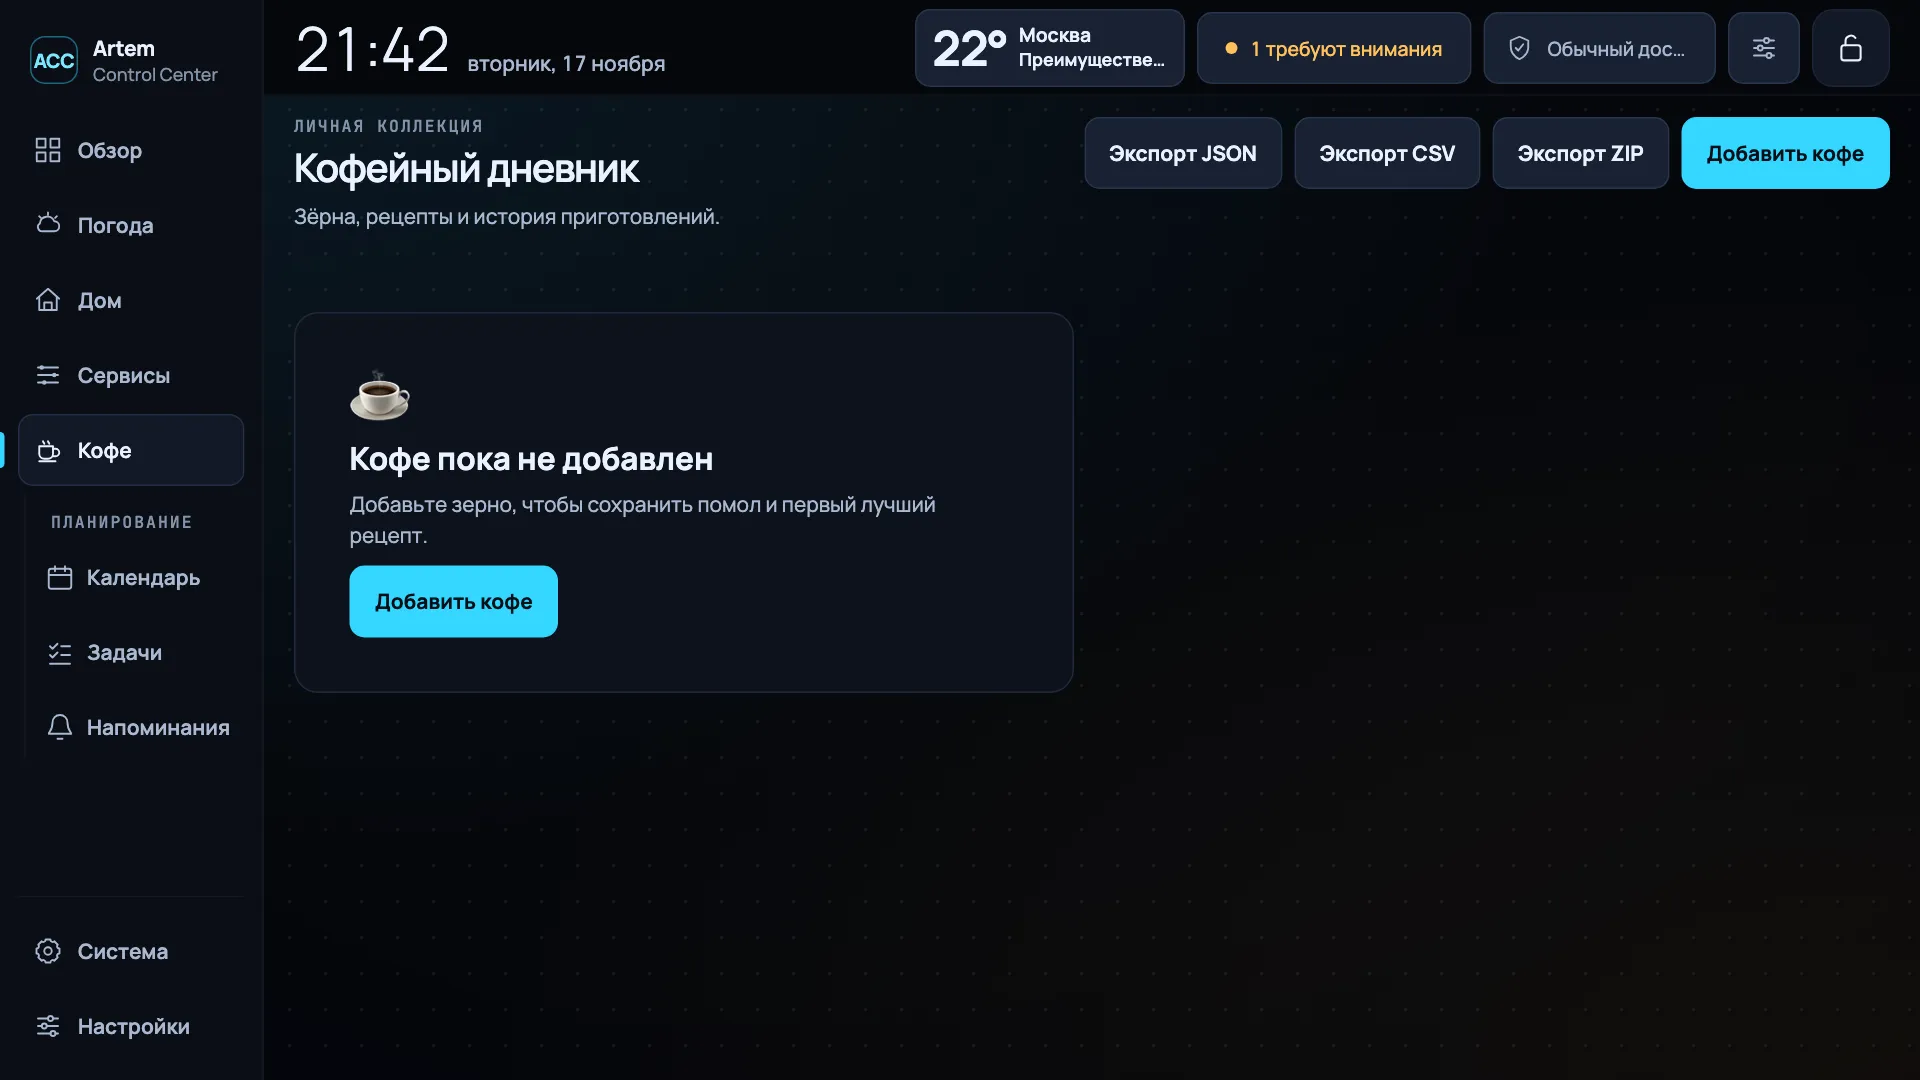 ACC
Artem
Control Center
21:42
вторник, 17 ноября
22°
Москва
Преимуществе...
1 требуют внимания
Обычный дос...
Обзор
Погода
Дом
Сервисы
Кофе
ПЛАНИРОВАНИЕ
Календарь
Задачи
Напоминания
Система
Настройки
ЛИЧНАЯ КОЛЛЕКЦИЯ
Кофейный дневник
Зёрна, рецепты и история приготовлений.
Экспорт JSON
Экспорт CSV
Экспорт ZIP
Добавить кофе
Кофе пока не добавлен
Добавьте зерно, чтобы сохранить помол и первый лучший
рецепт.
Добавить кофе